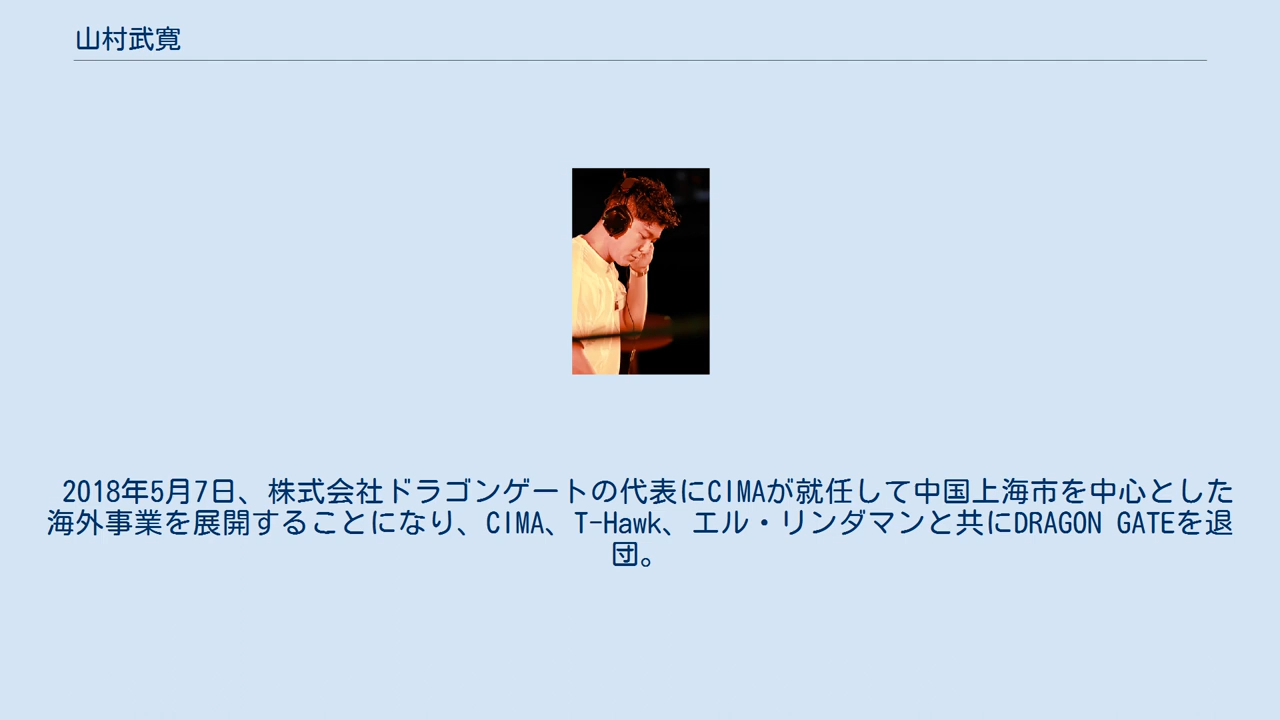 山村武寛
2018年5月7日、株式会社ドラゴンゲートの代表にCIMAが就任して中国上海市を中心とした
海外事業を展開することになり、CIMA、T-Hawk、エル・リンダマンと共にDRAGON GATEを退
団。